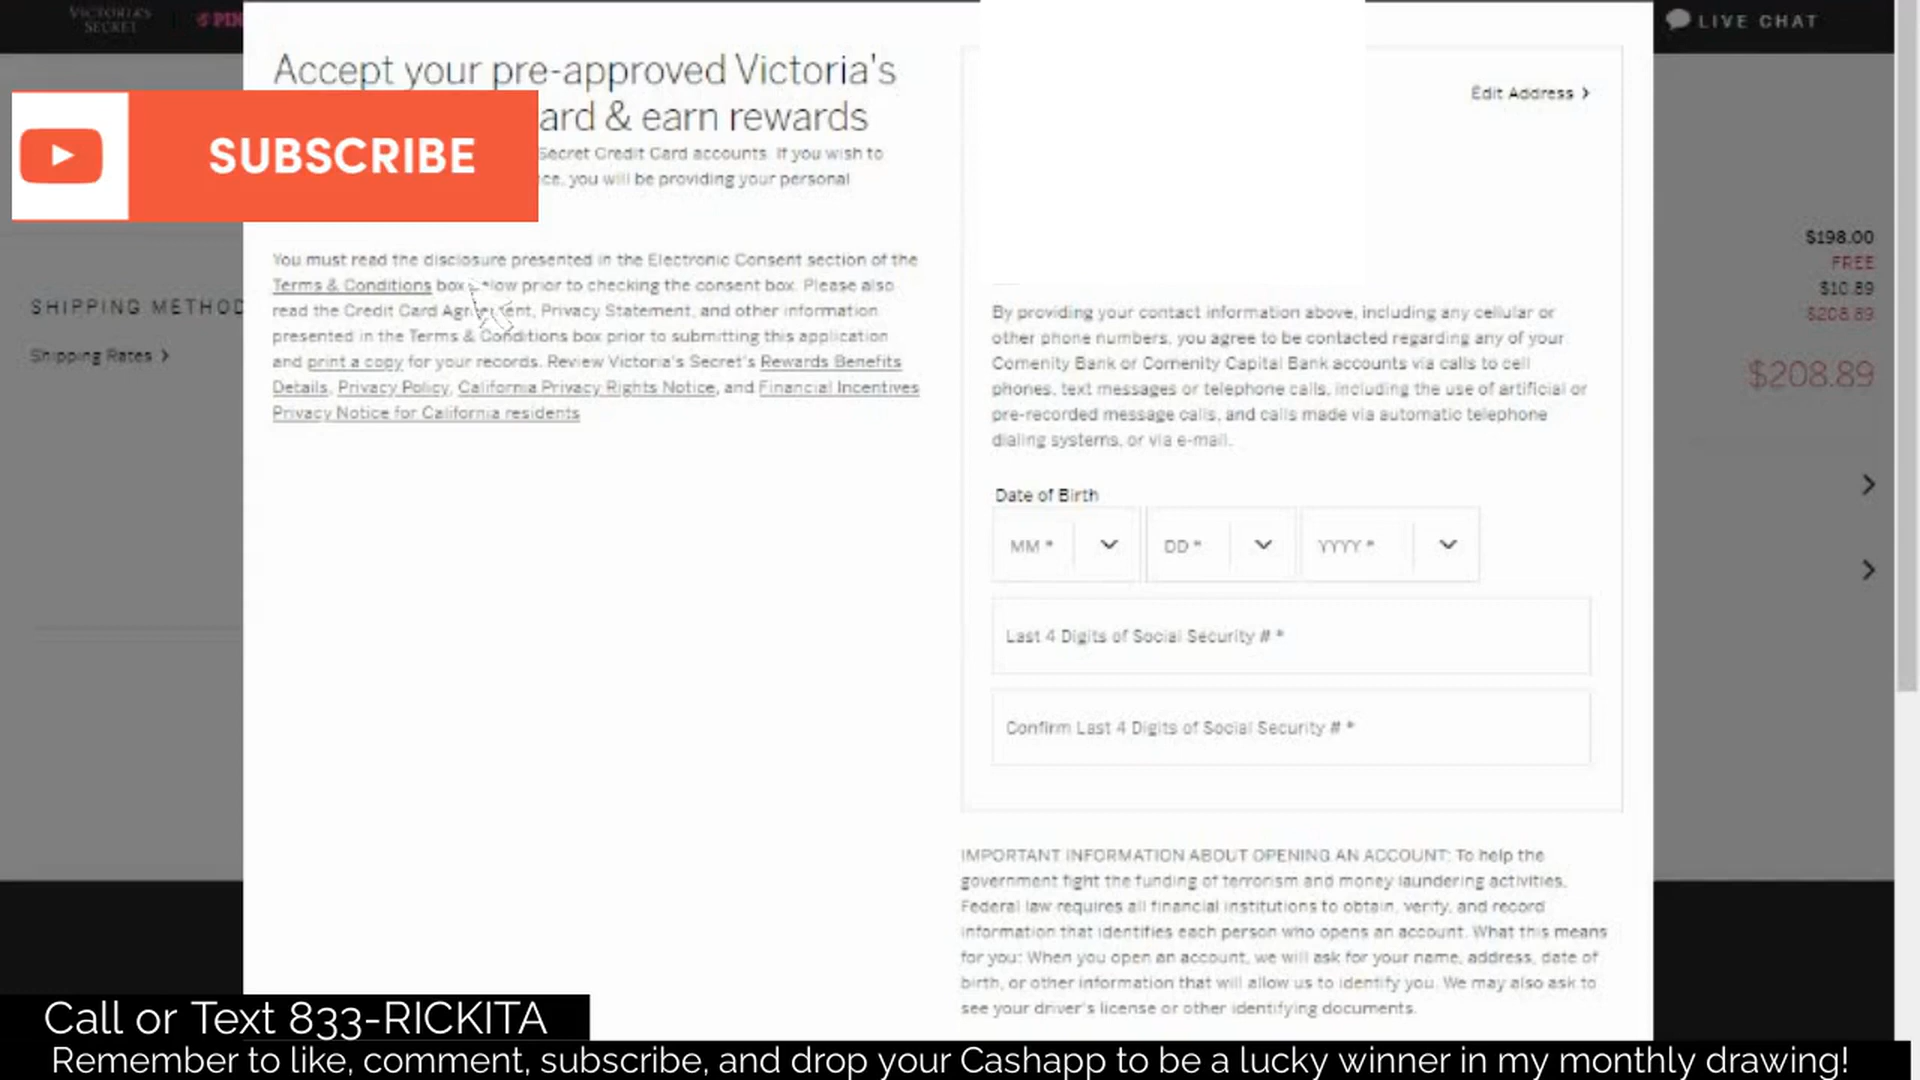 VICTORIA'S
SECRET
PIN
LIVE CHAT
Accept your pre-approved Victoria's
ard & earn rewards
Secret Credit Card accounts. If you wish to
ce, you will be providing your personal
SUBSCRIBE
You must read the disclosure presented in the Electronic Consent section of the
Terms & Conditions box below prior to checking the consent box. Please also
read the Credit Card Agreement, Privacy Statement, and other information
presented in the Terms & Conditions box prior to submitting this application
and print a copy for your records. Review Victoria's Secret's Rewards Benefits
Details, Privacy Policy, California Privacy Rights Notice, and Financial Incentives
Privacy Notice for California residents
SHIPPING METHOD
Shipping Rates >
Edit Address >
By providing your contact information above, including any cellular or
other phone numbers, you agree to be contacted regarding any of your
Comenity Bank or Comenity Capital Bank accounts via calls to cell
phones, text messages or telephone calls, including the use of artificial or
pre-recorded message calls, and calls made via automatic telephone
dialing systems, or via e-mail.
Date of Birth
MM * DD * YYYY *
Last 4 Digits of Social Security # *
Confirm Last 4 Digits of Social Security # *
IMPORTANT INFORMATION ABOUT OPENING AN ACCOUNT: To help the
government fight the funding of terrorism and money laundering activities,
Federal law requires all financial institutions to obtain, verify, and record
information that identifies each person who opens an account. What this means
for you: When you open an account, we will ask for your name, address, date of
birth, or other information that will allow us to identify you. We may also ask to
see your driver's license or other identifying documents.
$198.00
FREE
$10.89
$208.89
$208.89
Call or Text 833-RICKITA
Remember to like, comment, subscribe, and drop your Cashapp to be a lucky winner in my monthly drawing!